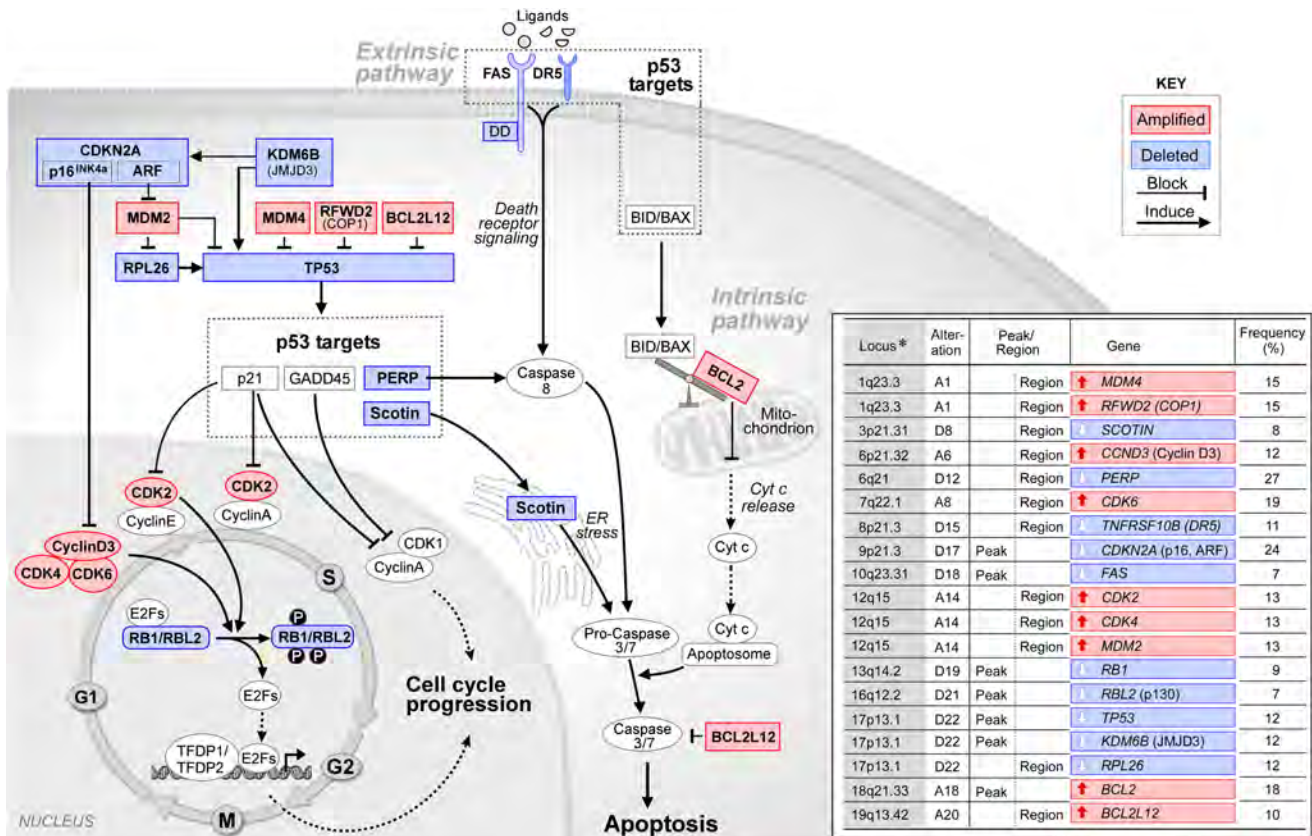 Ligands
Extrinsic
pathway
FAS
DR5
p53
targets
DD
CDKN2A
p16INK4a
ARF
KDM6B
(JMJD3)
MDM2
MDM4
RFWD2
(COP1)
BCL2L12
RPL26
TP53
Death
receptor
signaling
BID/BAX
p53 targets
p21
GADD45
PERP
Scotin
Caspase
8
Intrinsic
pathway
BID/BAX
BCL2
Mito-
chondrion
CDK2
CyclinE
CDK2
CyclinA
CDK1
CyclinA
CyclinD3
CDK4
CDK6
Scotin
ER
stress
Cyt c
release
Cyt c
Cyt c
Apoptosome
Pro-Caspase
3/7
Caspase
3/7
BCL2L12
Apoptosis
S
E2Fs
RB1/RBL2
P
RB1/RBL2
P P
G1
E2Fs
TFDP1/
TFDP2
E2Fs
G2
M
Cell cycle
progression
NUCLEUS
KEY
Amplified
Deleted
Block
Induce
Locus* Alter-ation Peak/Region Gene Frequency (%)
1q23.3 A1 Region MDM4 15
1q23.3 A1 Region RFWD2 (COP1) 15
3p21.31 D8 Region SCOTIN 8
6p21.32 A6 Region CCND3 (Cyclin D3) 12
6q21 D12 Region PERP 27
7q22.1 A8 Region CDK6 19
8p21.3 D15 Region TNFRSF10B (DR5) 11
9p21.3 D17 Peak CDKN2A (p16, ARF) 24
10q23.31 D18 Peak FAS 7
12q15 A14 Region CDK2 13
12q15 A14 Region CDK4 13
12q15 A14 Region MDM2 13
13q14.2 D19 Peak RB1 9
16q12.2 D21 Peak RBL2 (p130) 7
17p13.1 D22 Peak TP53 12
17p13.1 D22 Peak KDM6B (JMJD3) 12
17p13.1 D22 Region RPL26 12
18q21.33 A18 Peak BCL2 18
19q13.42 A20 Region BCL2L12 10